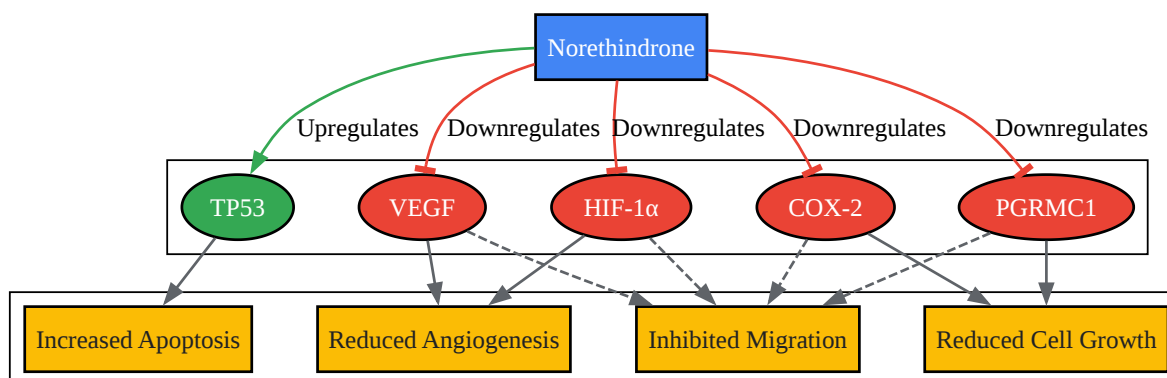 Norethindrone
Upregulates
Downregulates
Downregulates
Downregulates
Downregulates
TP53
VEGF
HIF-1α
COX-2
PGRMC1
Increased Apoptosis
Reduced Angiogenesis
Inhibited Migration
Reduced Cell Growth